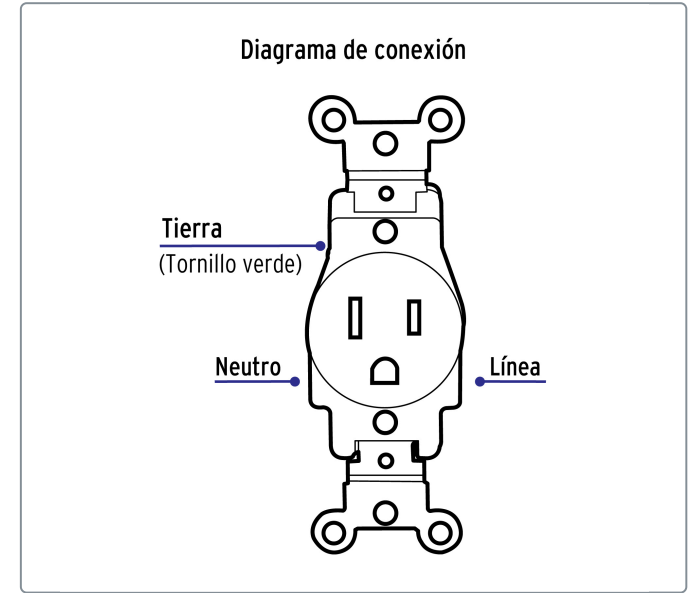 Diagrama de conexión
Tierra
(Tornillo verde)
Neutro
Línea